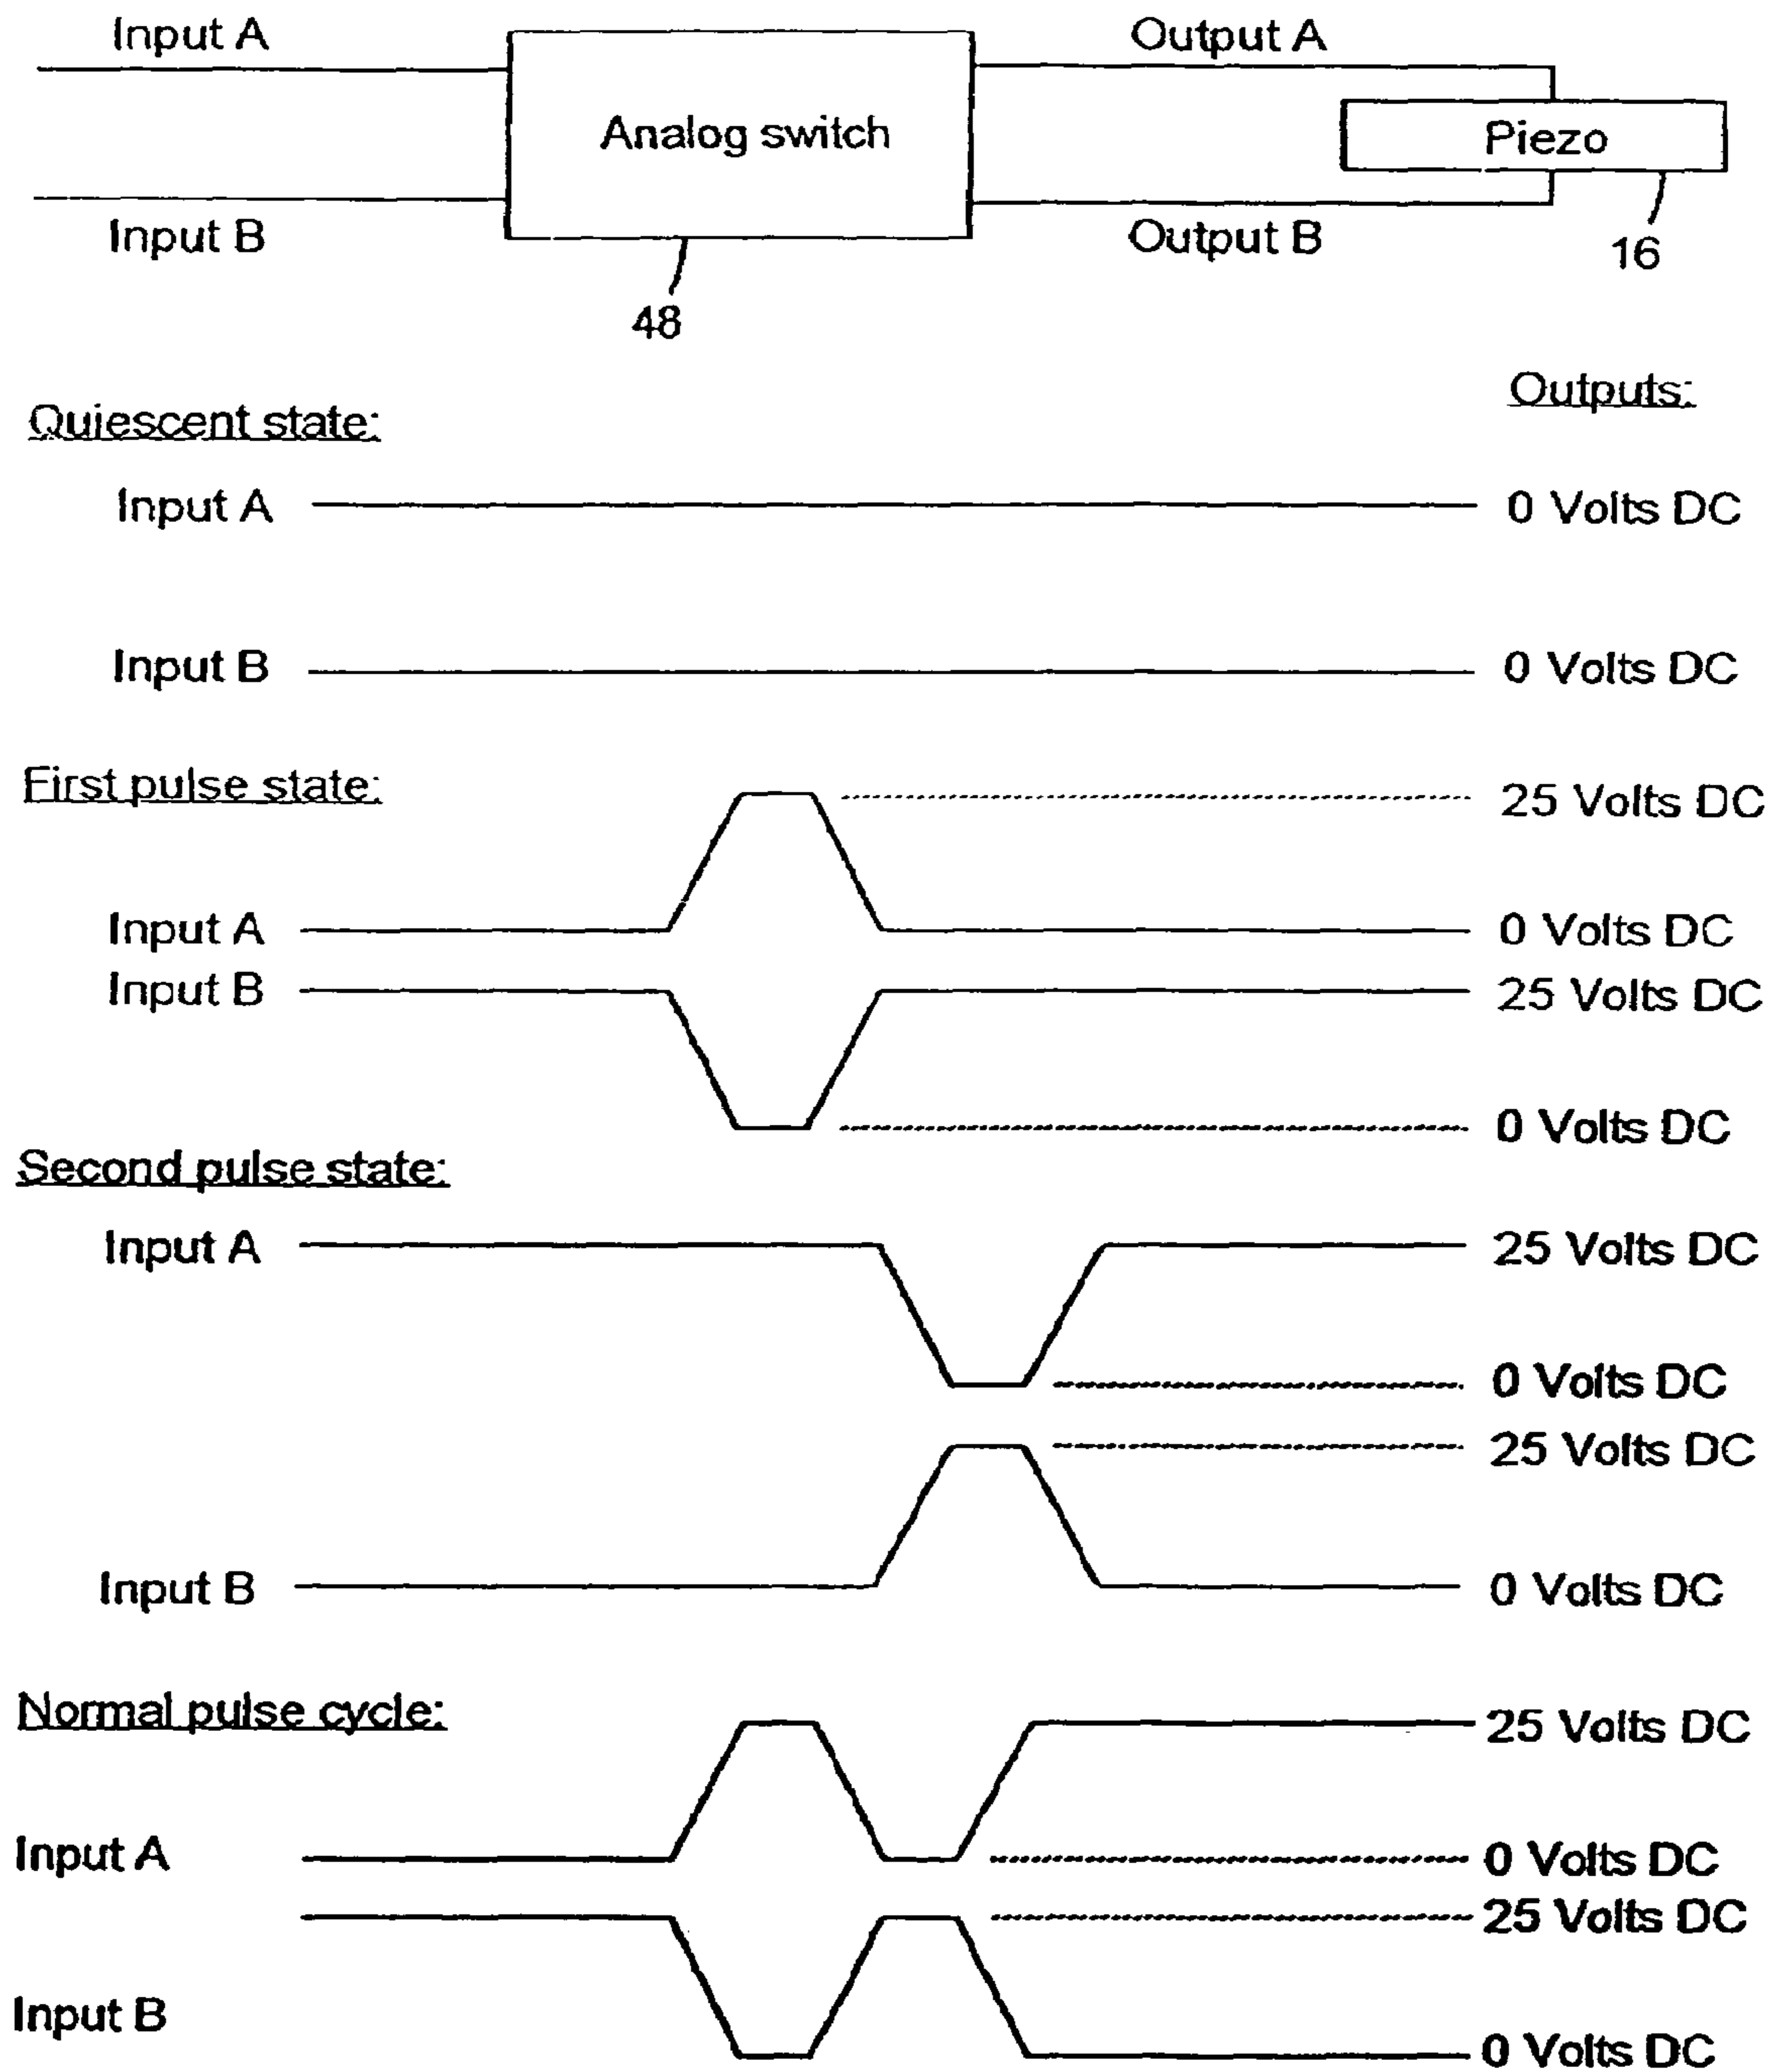 Input A
Output A
Analog switch
Piezo
Input B
Output B
16
48
Outputs:
Quiescent state:
Input A
0 Volts DC
Input B
0 Volts DC
First pulse state:
25 Volts DC
Input A
0 Volts DC
Input B
25 Volts DC
0 Volts DC
Second pulse state:
Input A
25 Volts DC
0 Volts DC
25 Volts DC
Input B
0 Volts DC
Normal pulse cycle:
25 Volts DC
Input A
0 Volts DC
25 Volts DC
Input B
0 Volts DC